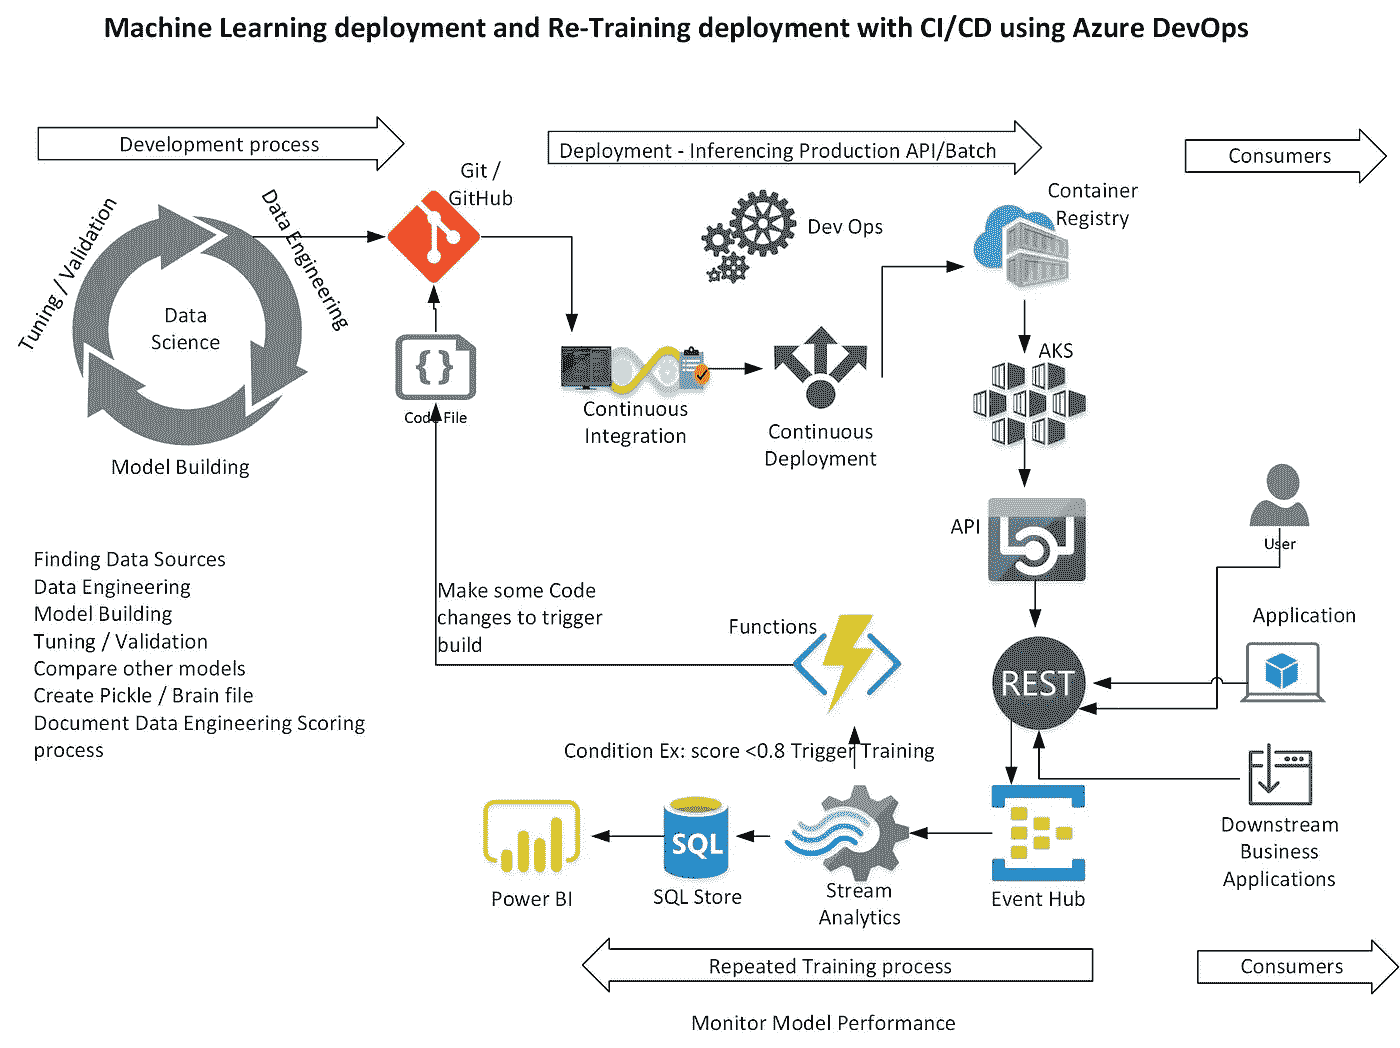 Machine Learning deployment and Re-Training deployment with CI/CD using Azure DevOps
Development process
Deployment - Inferencing Production API/Batch
Consumers
Git /
GitHub
Container
Registry
Dev Ops
Tuning / Validation
Data Engineering
Data
Science
Model Building
Code File
Continuous
Integration
Continuous
Deployment
AKS
API
User
Finding Data Sources
Data Engineering
Model Building
Tuning / Validation
Compare other models
Create Pickle / Brain file
Document Data Engineering Scoring
process
Make some Code
changes to trigger
build
Functions
REST
Application
Condition Ex: score <0.8 Trigger Training
SQL
Power BI
SQL Store
Stream
Analytics
Event Hub
Downstream
Business
Applications
Repeated Training process
Consumers
Monitor Model Performance